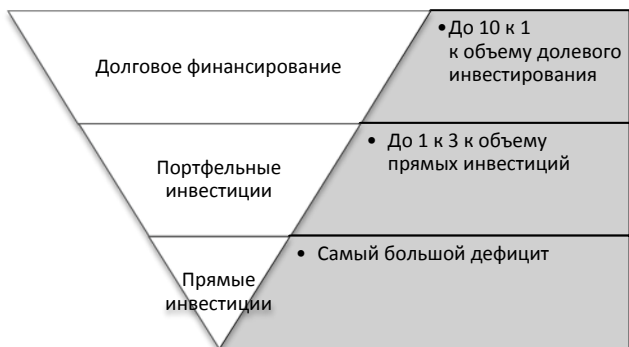 Долговое финансирование
•До 10 к 1
к объему долевого
инвестирования
Портфельные
инвестиции
• До 1 к 3 к объему
прямых инвестиций
Прямые
инвестиции
• Самый большой дефицит